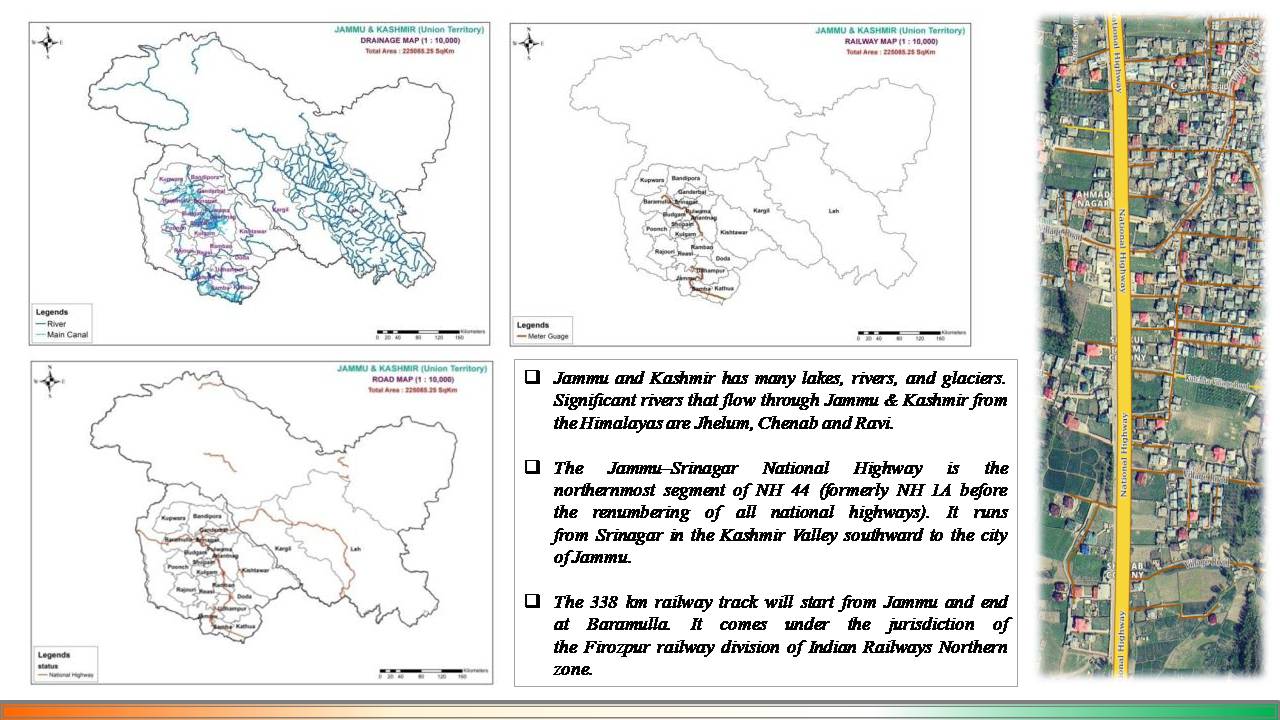 JAMMU & KASHMIR (Union Territory)
DRAINAGE MAP (1 : 10,000)
Total Area : 225085.25 SqKm
N
W
E
S
Kupwara
Bandipora
Ganderbal
Srinagar
Kargil
Kishtwar
Kulgam
Ramban
Doda
Reasi
Udhampur
Samba
Kathua
Legends
River
Main Canal
Kilometers
0 20 40 80 120 160
JAMMU & KASHMIR (Union Territory)
RAILWAY MAP (1 : 10,000)
Total Area : 225085.25 SqKm
N
W
E
S
Kupwara
Bandipora
Ganderbal
Baramulla
Srinagar
Budgam
Pulwama
Anantnag
Shopian
Poonch
Kulgam
Kishtawar
Kargil
Leh
Rajouri
Reasi
Ramban
Doda
Udhampur
Jammu
Samba
Kathua
Legends
Meter Guage
Kilometers
0 20 40 80 120 160
JAMMU & KASHMIR (Union Territory)
ROAD MAP (1 : 10,000)
Total Area : 225085.25 SqKm
N
W
E
S
Kupwara
Bandipora
Ganderbal
Baramulla
Srinagar
Budgam
Pulwama
Anantnag
Shopian
Poonch
Kulgam
Kishtawar
Kargil
Leh
Rajouri
Reasi
Ramban
Doda
Udhampur
Samba
Kathua
Legends
status
National Highway
Kilometers
0 20 40 80 120 160
Jammu and Kashmir has many lakes, rivers, and glaciers.
Significant rivers that flow through Jammu & Kashmir from
the Himalayas are Jhelum, Chenab and Ravi.
The Jammu–Srinagar National Highway is the
northernmost segment of NH 44 (formerly NH 1A before
the renumbering of all national highways). It runs
from Srinagar in the Kashmir Valley southward to the city
of Jammu.
The 338 km railway track will start from Jammu and end
at Baramulla. It comes under the jurisdiction of
the Firozpur railway division of Indian Railways Northern
zone.
National Highway
AHMAD
NAGAR
National Highway
National Highway
Village Road
National Highway